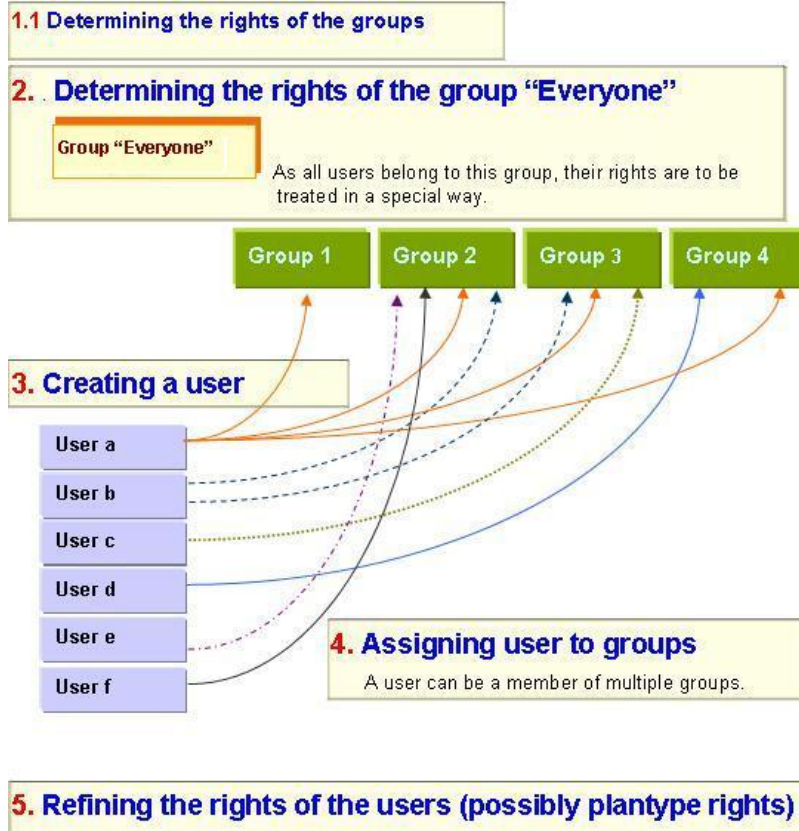 1.1 Determining the rights of the groups
2. . Determining the rights of the group “Everyone”
Group “Everyone”
As all users belong to this group, their rights are to be
treated in a special way.
Group 1
Group 2
Group 3
Group 4
3. Creating a user
User a
User b
User c
User d
User e
User f
4. Assigning user to groups
A user can be a member of multiple groups.
5. Refining the rights of the users (possibly plantype rights)